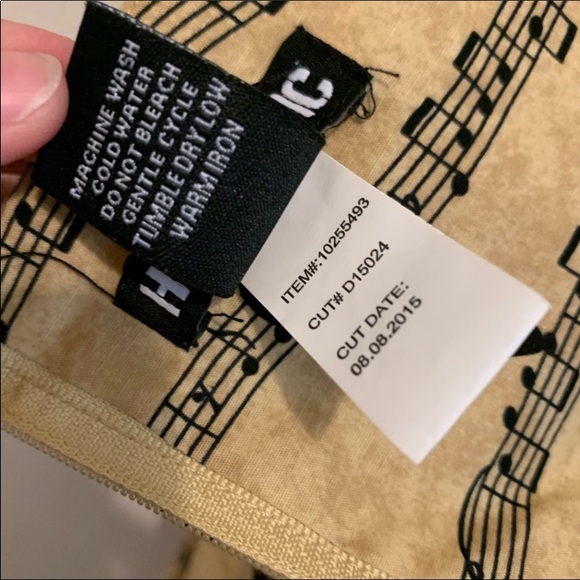 MACHINE WASH
COLD WATER
DO NOT BLEACH
GENTLE CYCLE
TUMBLE DRY LOW
WARM IRON
ITEM#:10255493
CUT# D15024
CUT DATE:
08.08.2015
H
IC